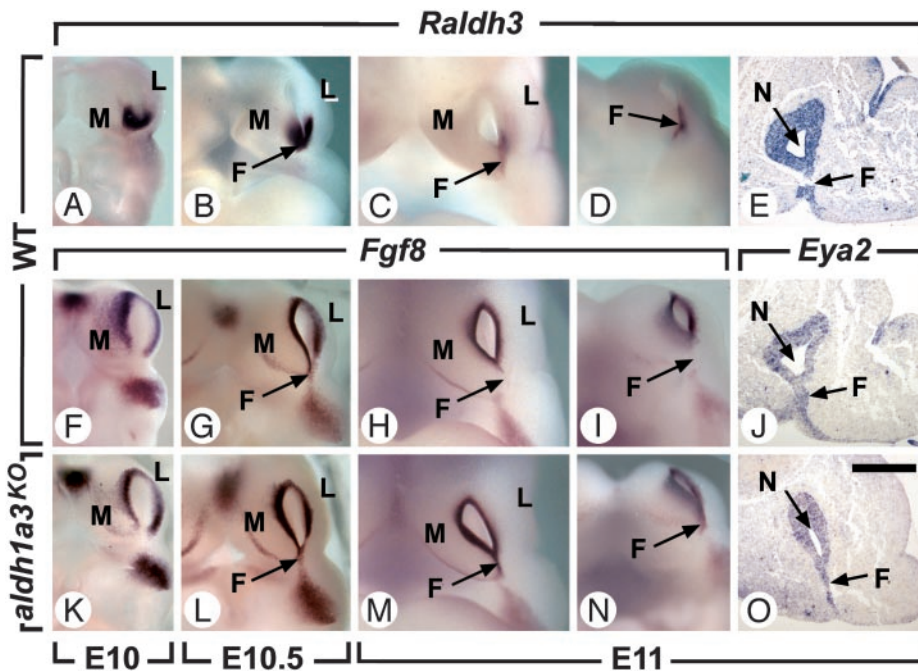 Raldh3
L
L
L
M
M
M
F
N
F
F
F
A
B
C
D
E
WT
Fgf8
Eya2
L
L
L
N
M
M
M
F
F
F
F
F
G
H
I
J
aldh1a3KO
L
L
L
N
M
M
M
F
F
F
F
K
L
M
N
O
E10
E10.5
E11